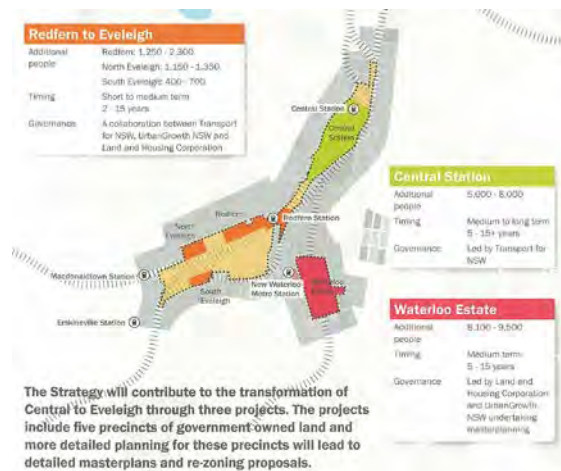 Redfern to Eveleigh
Additional people
Redfern: 1,250 - 2,300
North Eveleigh: 1,150 - 1,350
South Eveleigh: 400 - 700
Timing
Short to medium term
2 - 15 years
Governance
A collaboration between Transport
for NSW, UrbanGrowth NSW and
Land and Housing Corporation
Central Station
Central
Station
Central Station
Additional people
5,000 - 8,000
Timing
Medium to long term
5 - 15+ years
Governance:
Led by Transport for
NSW
Redfern
Redfern Station
North
Eveleigh
Macdonaldtown Station
South
Eveleigh
New Waterloo
Metro Station
Erskineville Station
Waterloo Estate
Additional people
8,100 - 9,500
Timing
Medium term
5 - 15 years
Governance
Led by Land and
Housing Corporation
and UrbanGrowth
NSW undertaking
masterplanning
The Strategy will contribute to the transformation of
Central to Eveleigh through three projects. The projects
include five precincts of government owned land and
more detailed planning for these precincts will lead to
detailed masterplans and re-zoning proposals.